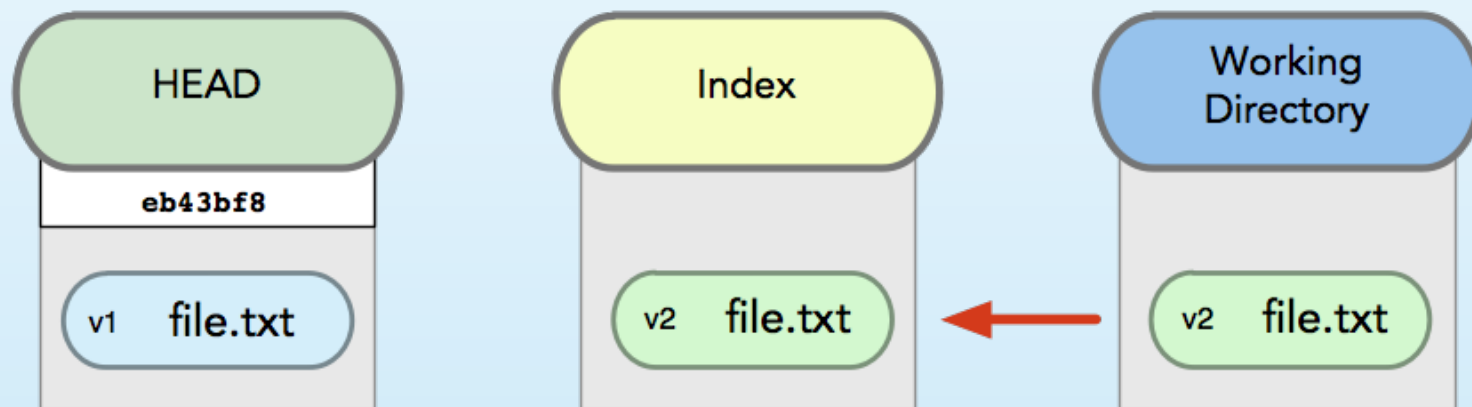 HEAD
Index
Working
Directory
eb43bf8
v1 file.txt
v2 file.txt
v2 file.txt